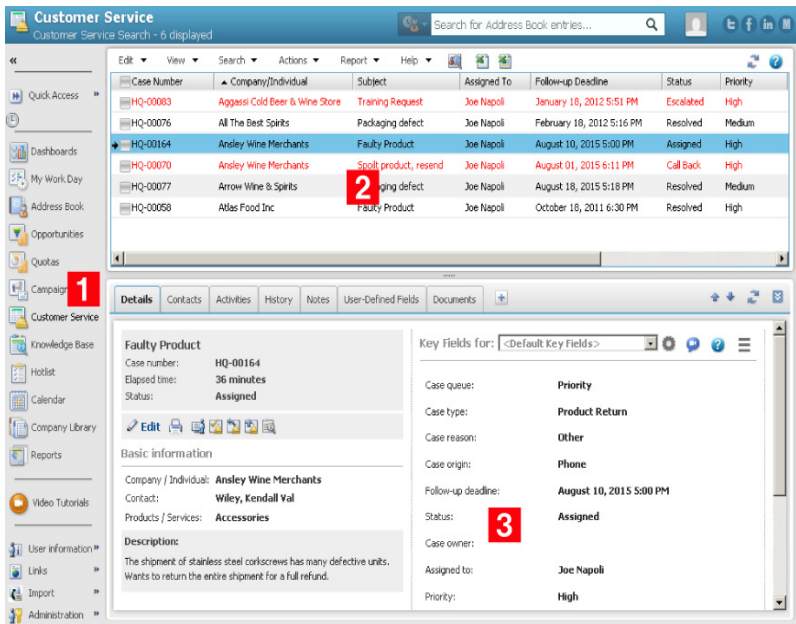 Customer Service
Customer Service Search - 6 displayed
Search for Address Book entries...
Edit View Search Actions Report Help
Case Number Company/Individual Subject Assigned To Follow-up Deadline Status Priority
HQ-00083 Aggassi Cold Beer & Wine Store Training Request Joe Napoli January 18, 2012 5:51 PM Escalated High
HQ-00076 All The Best Spirits Packaging defect Joe Napoli February 18, 2012 5:16 PM Resolved Medium
HQ-00164 Ansley Wine Merchants Faulty Product Joe Napoli August 10, 2015 5:00 PM Assigned High
HQ-00070 Ansley Wine Merchants Spoilt product, resend Joe Napoli August 01, 2015 6:11 PM Call Back High
HQ-00077 Arrow Wine & Spirits aging defect Joe Napoli August 18, 2015 5:18 PM Resolved Medium
HQ-00058 Atlas Food Inc Faulty Product Joe Napoli October 18, 2011 6:30 PM Resolved High
2
Quick Access
Dashboards
My Work Day
Address Book
Opportunities
Quotas
Campaign
1
Customer Service
Knowledge Base
Hotlist
Calendar
Company Library
Reports
Video Tutorials
User information
Links
Import
Administration
Details Contacts Activities History Notes User-Defined Fields Documents
Faulty Product
Case number: HQ-00164
Elapsed time: 36 minutes
Status: Assigned
Edit
Basic information
Company / Individual: Ansley Wine Merchants
Contact: Wiley, Kendall Val
Products / Services: Accessories
Description:
The shipment of stainless steel corkscrews has many defective units.
Wants to return the entire shipment for a full refund.
Key Fields for: <Default Key Fields>
Case queue: Priority
Case type: Product Return
Case reason: Other
Case origin: Phone
Follow-up deadline: August 10, 2015 5:00 PM
Status: Assigned
3
Case owner:
Assigned to: Joe Napoli
Priority: High